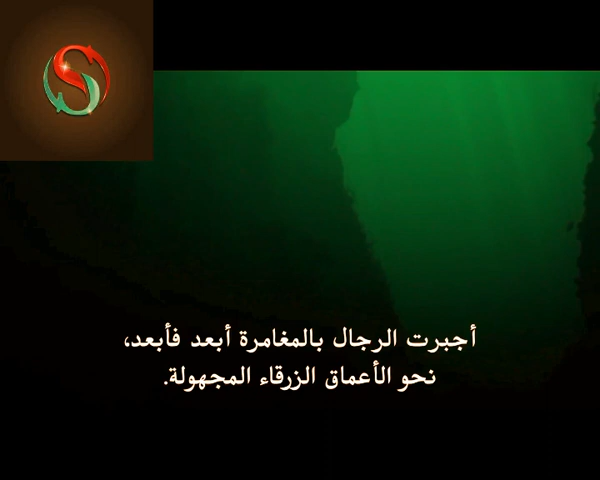 أجبرت الرجال بالمغامرة أبعد فأبعد،
نحو الأعماق الزرقاء المجهولة.